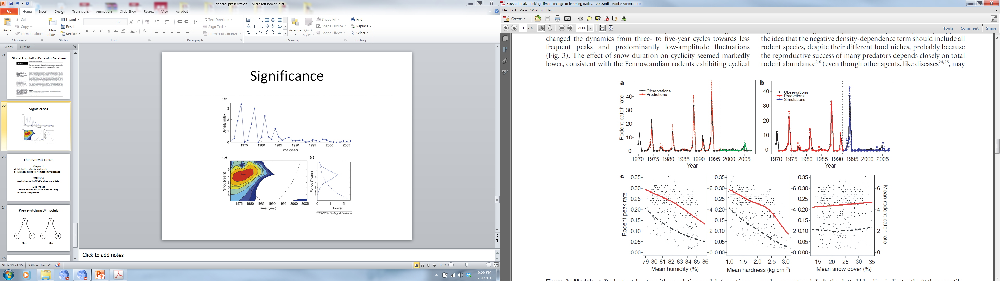 general presentation - Microsoft PowerPoint
File Home Insert Design Transitions Animations Slide Show Review View Acrobat
Paste
Cut
Copy
Format Painter
Clipboard
New Slide
Layout
Reset
Section
Slides
32
B I U S abc AV Aa A
Font
Text Direction
Align Text
Convert to SmartArt
Paragraph
Arrange
Quick Styles
Shape Fill
Shape Outline
Shape Effects
Drawing
Find
Replace
Select
Editing
Slides Outline
21
Global Population Dynamics Database
LETTER
The macroecology of population dynamics: taxonomic
and biogeographic patterns in population cycles
22
Significance
23
Thesis Break Down
Chapter 1
a) Methods testing for single cycle
b) Methods testing for Non-stationary processes
Chapter 2
Application to the GPDD and real world data
Side Project
Analysis of Lynx/ real world food web using
modified LV equations
24
Prey switching LV models
25
Significance
(a)
Density index
3
2
1
0
1975 1980 1985 1990 1995 2000 2005
Time (year)
(b)
Period (years)
3
4
5
6
7
8
1975 1980 1985 1990 1995 2000 2005
Time (year)
(c)
Period (Years)
3
4
5
6
7
8
0 1 2
Power
TRENDS in Ecology & Evolution
Click to add notes
Slide 22 of 25 "Office Theme" 80%
6:56 PM
1/31/2013
Kausrud et al. - Linking climate change to lemming cycles. - 2008.pdf - Adobe Acrobat Pro
File Edit View Window Help
Create
3 / 6 203% Tools Comment Share
changed the dynamics from three- to five-year cycles towards less
frequent peaks and predominantly low-amplitude fluctuations
(Fig. 3). The effect of snow duration on cyclicity seemed markedly
lower, consistent with the Fennoscandian rodents exhibiting cyclical
the idea that the negative density-dependence term should include all
rodent species, despite their different food niches, probably because
the reproductive success of many predators depends closely on total
rodent abundance2,6 (even though other agents, like diseases24,25, may
a
Observations
Predictions
Rodent catch rate
40
30
20
10
0
1970 1975 1980 1985 1990 1995 2000 2005
Year
b
Observations
Predictions
Simulations
40
30
20
10
0
1970 1975 1980 1985 1990 1995 2000 2005
Year
c
Rodent peak rate
0.35 0.35 0.35
0.30 6 0.30 6 0.30 6
0.25 0.25 0.25
0.20 4 0.20 4 0.20 4
0.15 0.15 0.15
0.10 2 0.10 2 0.10 2
0.05 0.05 0.05
0.00 0 0.00 0 0.00 0
Mean rodent catch rate
79 80 81 82 83 84 85 86 1.0 1.5 2.0 2.5 3.0 15 20 25 30 35
Mean humidity (%) Mean hardness (kg cm–2) Mean snow cover (%)